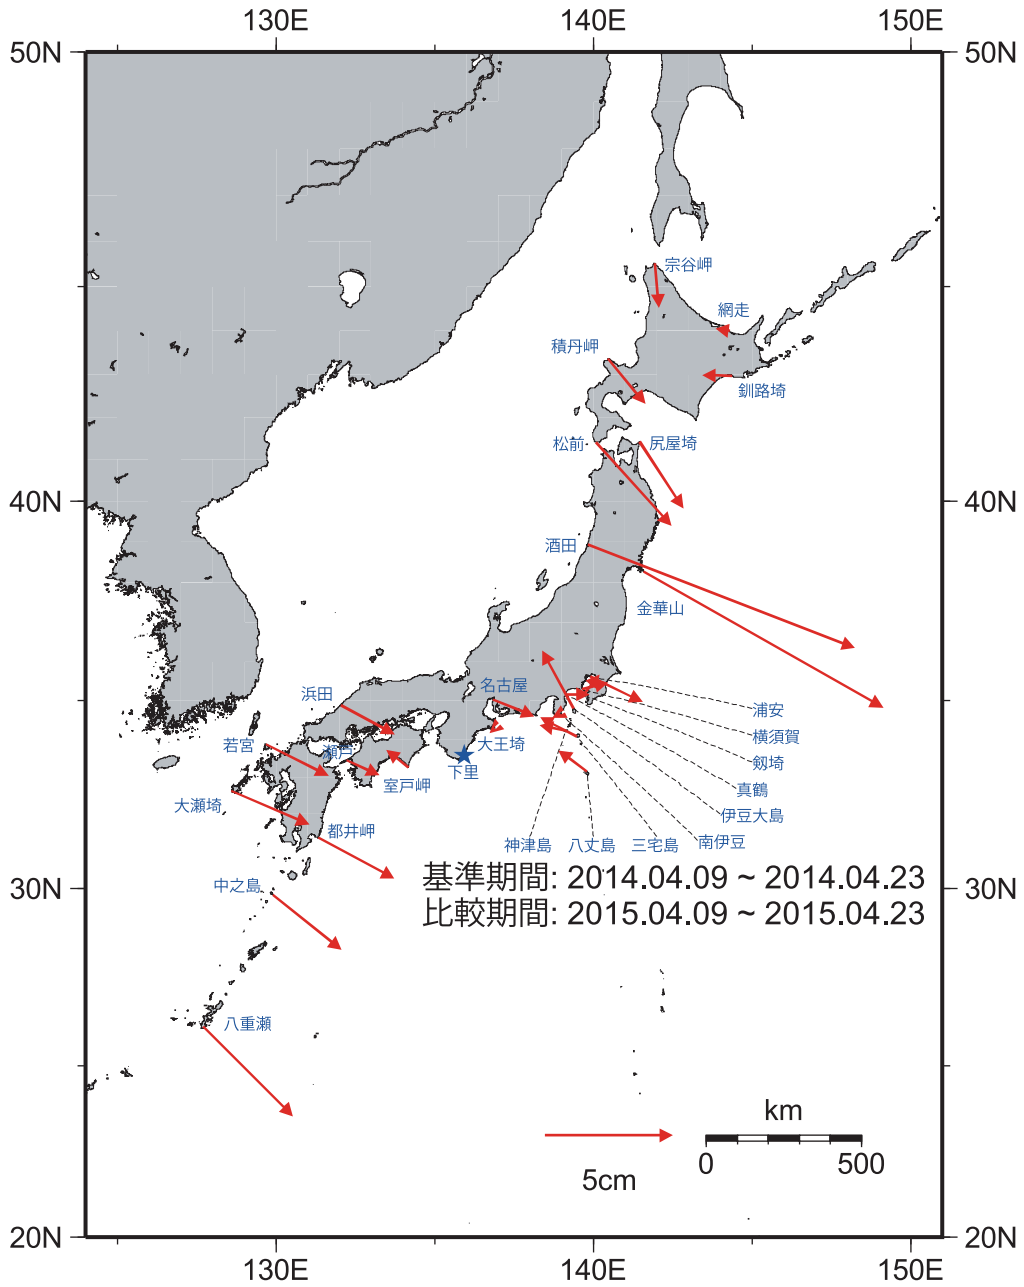 130E 140E 150E
50N 50N
宗谷岬
網走
積丹岬
釧路埼
松前
尻屋埼
40N 40N
酒田
金華山
名古屋
浜田
浦安
若宮
瀬戸
大王埼
横須賀
下里
剱埼
室戸岬
真鶴
大瀬埼
伊豆大島
都井岬
神津島 八丈島 三宅島 南伊豆
中之島
30N 30N
基準期間: 2014.04.09 ~ 2014.04.23
比較期間: 2015.04.09 ~ 2015.04.23
八重瀬
km
0 500
5cm
20N 20N
130E 140E 150E